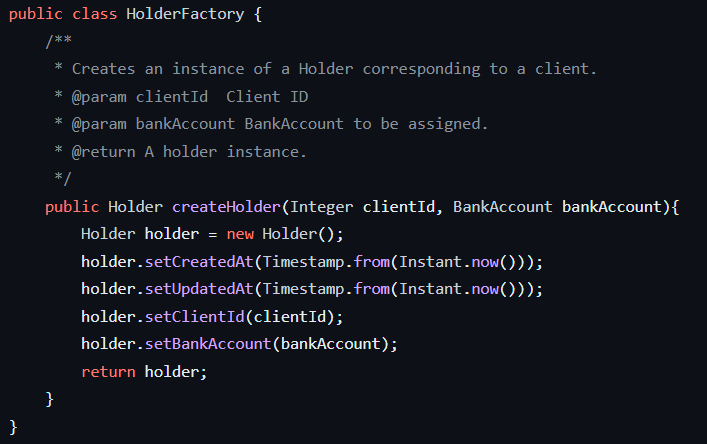 public class HolderFactory {
    /**
     * Creates an instance of a Holder corresponding to a client.
     * @param clientId  Client ID
     * @param bankAccount BankAccount to be assigned.
     * @return A holder instance.
     */
    public Holder createHolder(Integer clientId, BankAccount bankAccount){
        Holder holder = new Holder();
        holder.setCreatedAt(Timestamp.from(Instant.now()));
        holder.setUpdatedAt(Timestamp.from(Instant.now()));
        holder.setClientId(clientId);
        holder.setBankAccount(bankAccount);
        return holder;
    }
}